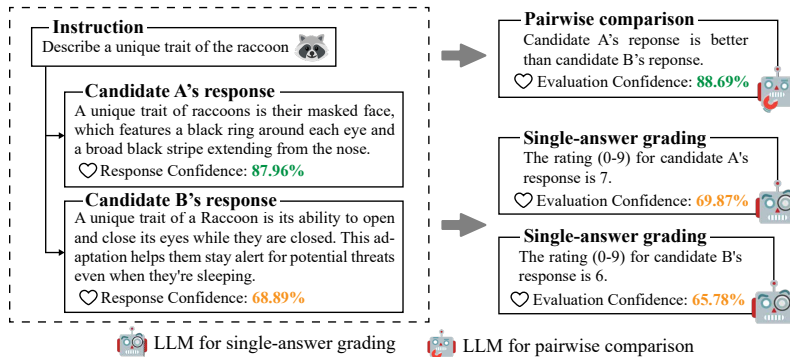 Instruction
Describe a unique trait of the raccoon
Candidate A's response
A unique trait of raccoons is their masked face,
which features a black ring around each eye and
a broad black stripe extending from the nose.
Response Confidence: 87.96%
Candidate B's response
A unique trait of a Raccoon is its ability to open
and close its eyes while they are closed. This ad-
aptation helps them stay alert for potential threats
even when they're sleeping.
Response Confidence: 68.89%
Pairwise comparison
Candidate A's reponse is better
than candidate B's reponse.
Evaluation Confidence: 88.69%
Single-answer grading
The rating (0-9) for candidate A's
response is 7.
Evaluation Confidence: 69.87%
Single-answer grading
The rating (0-9) for candidate B's
response is 6.
Evaluation Confidence: 65.78%
LLM for single-answer grading
LLM for pairwise comparison